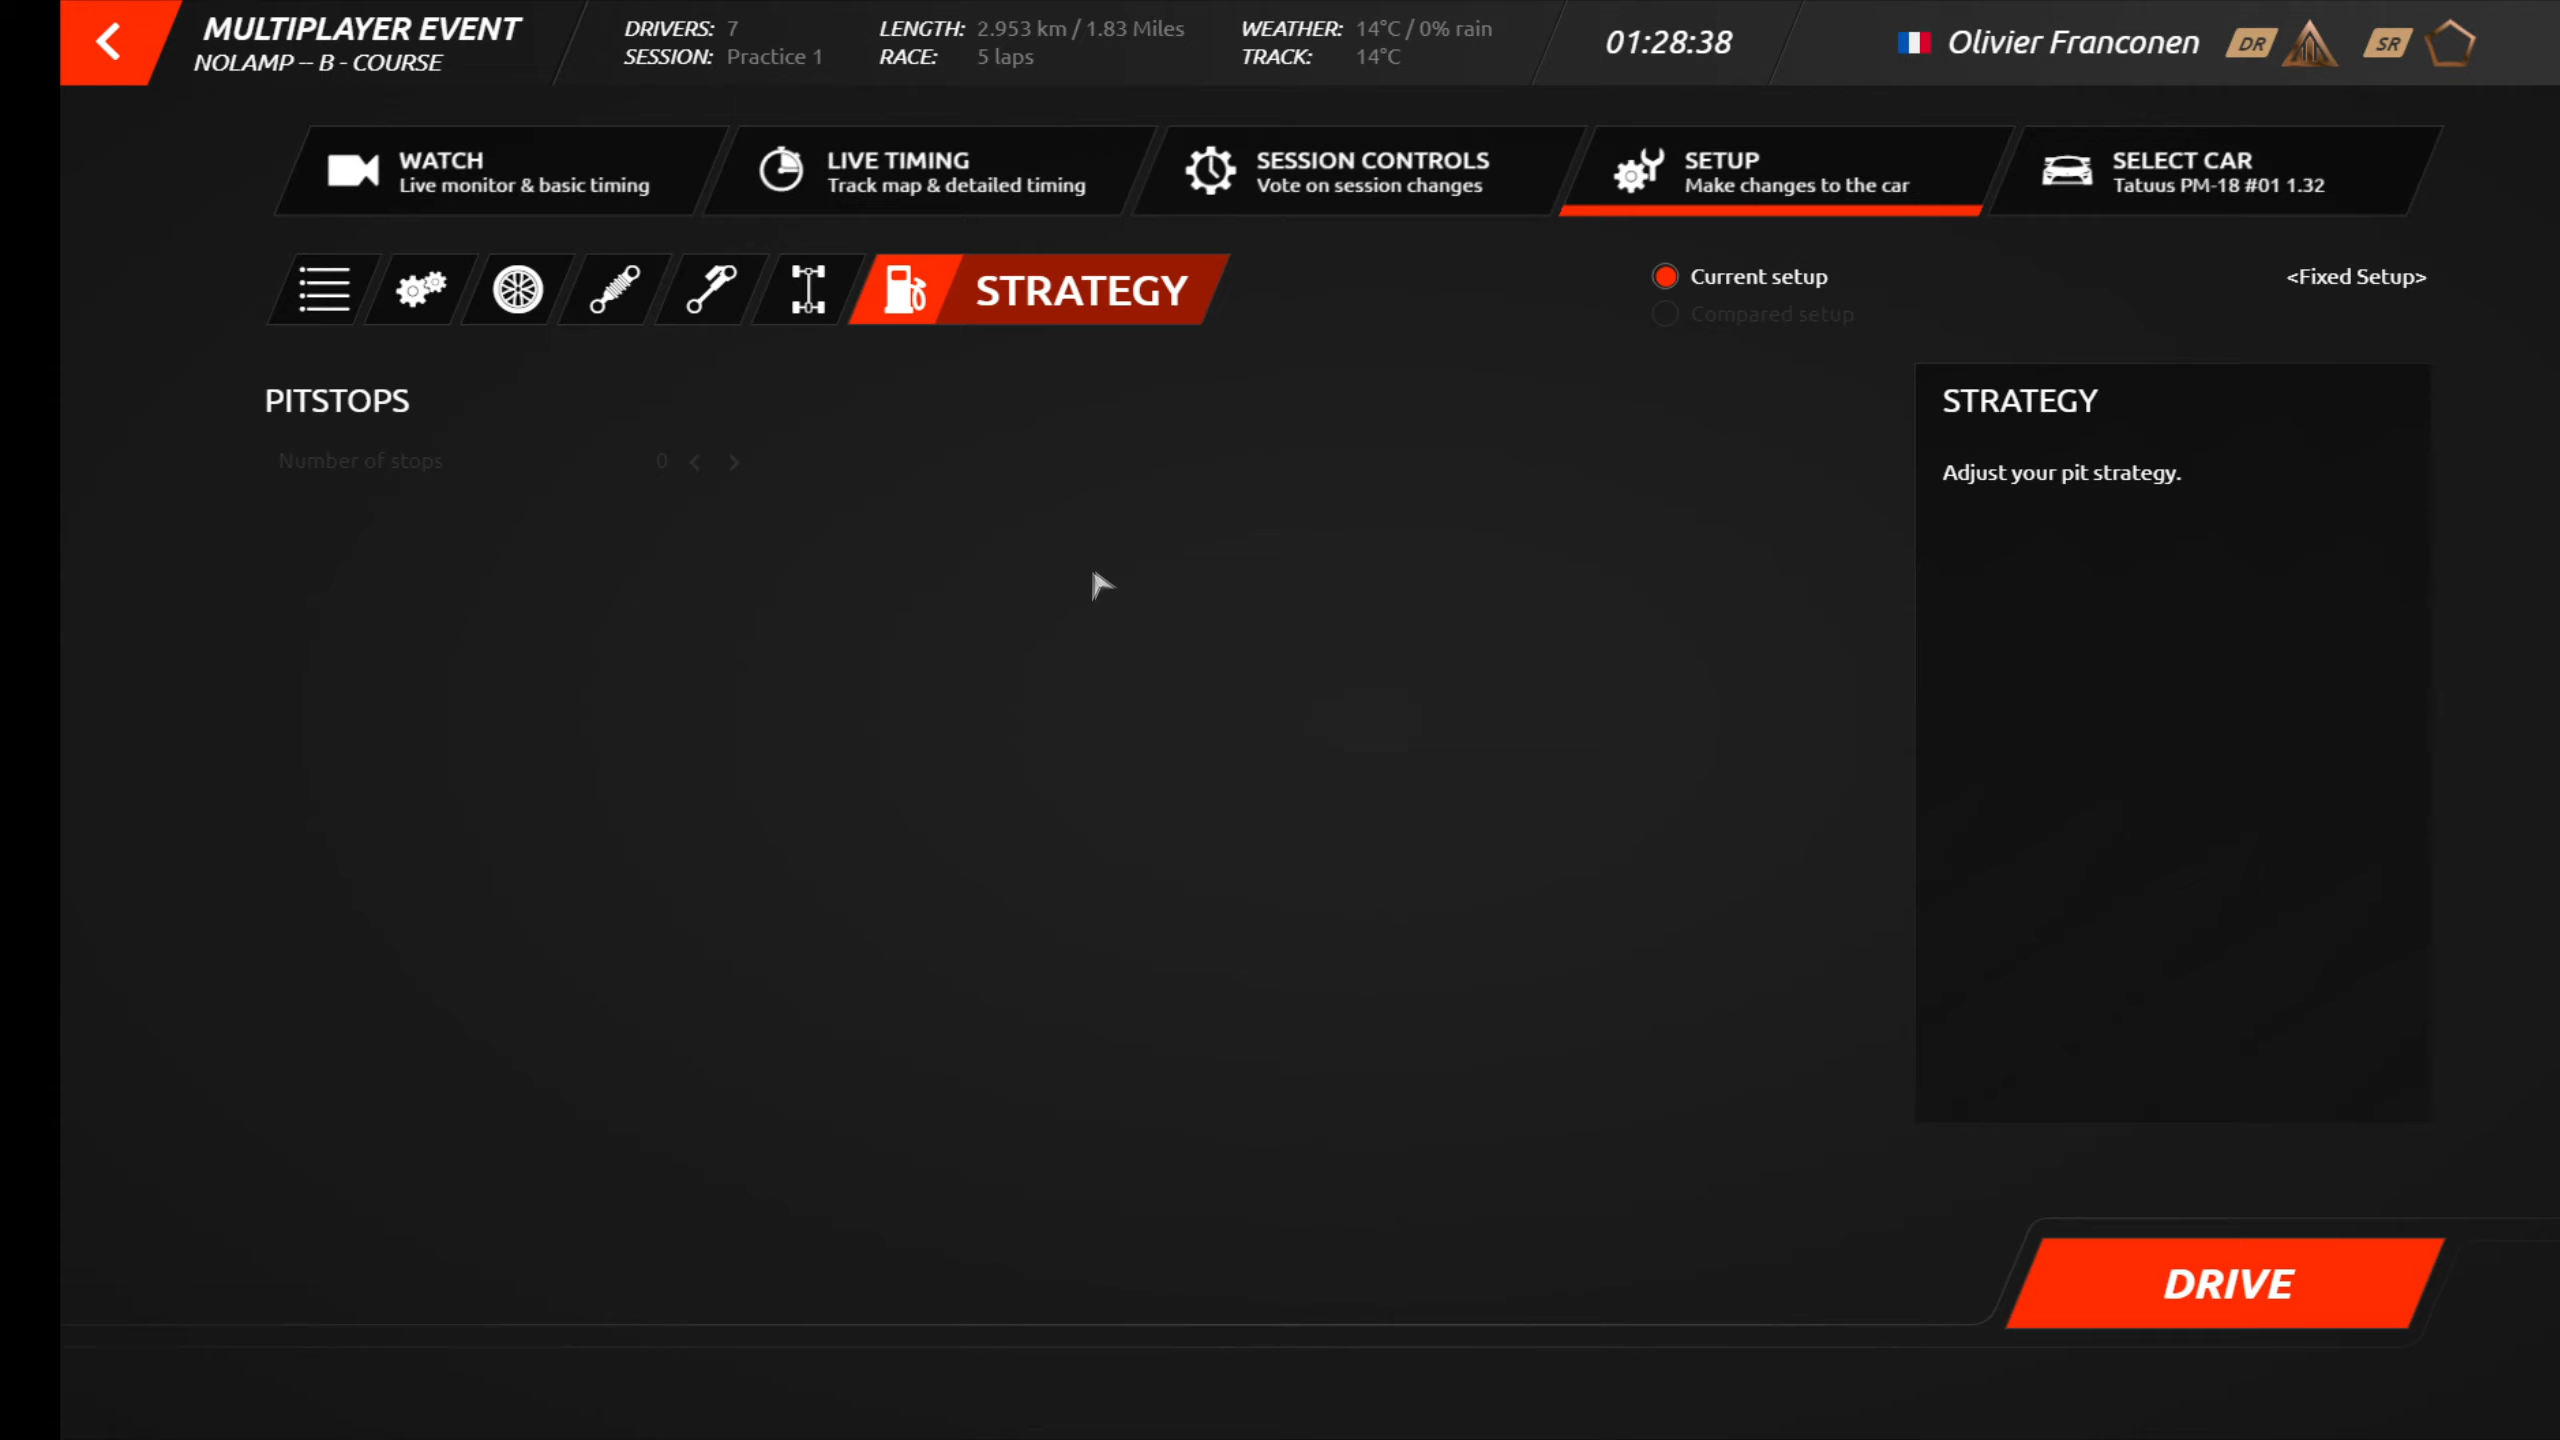 MULTIPLAYER EVENT
NOLAMP -- B - COURSE
DRIVERS: 7
SESSION: Practice 1
LENGTH: 2.953 km / 1.83 Miles
RACE: 5 laps
WEATHER: 14°C / 0% rain
TRACK: 14°C
01:28:38
Olivier Franconen
DR
SR
WATCH
Live monitor & basic timing
LIVE TIMING
Track map & detailed timing
SESSION CONTROLS
Vote on session changes
SETUP
Make changes to the car
SELECT CAR
Tatuus PM-18 #01 1.32
STRATEGY
Current setup
<Fixed Setup>
Compared setup
PITSTOPS
Number of stops 0
STRATEGY
Adjust your pit strategy.
DRIVE